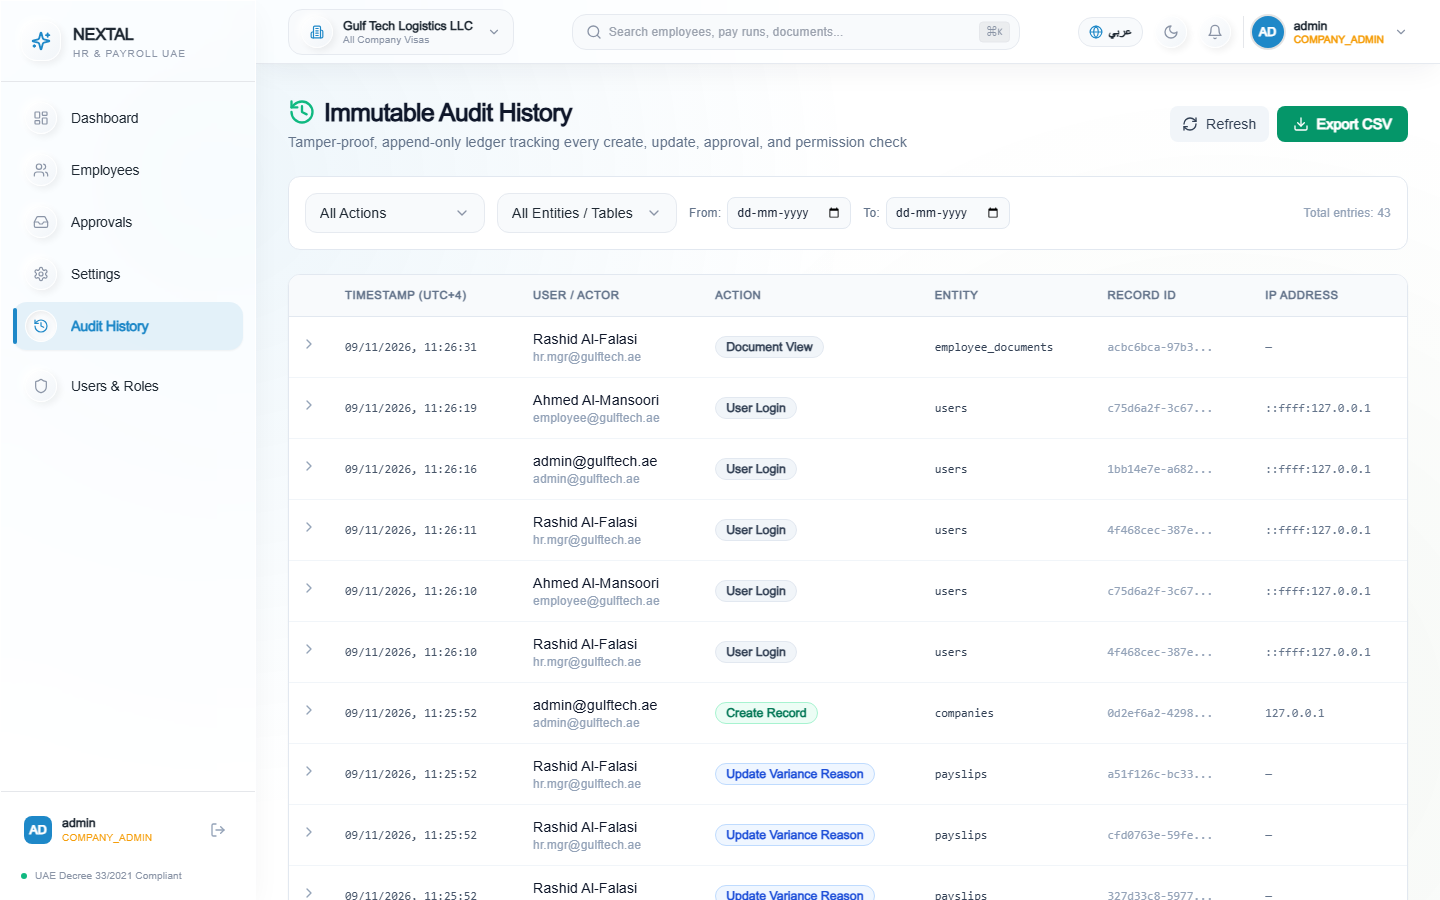 NEXTAL
HR & PAYROLL UAE
Dashboard
Employees
Approvals
Settings
Audit History
Users & Roles
AD
admin
COMPANY_ADMIN
UAE Decree 33/2021 Compliant
Gulf Tech Logistics LLC
All Company Visas
Search employees, pay runs, documents...
⌘K
عربي
AD
admin
COMPANY_ADMIN
Immutable Audit History
Tamper-proof, append-only ledger tracking every create, update, approval, and permission check
Refresh
Export CSV
All Actions
All Entities / Tables
From: dd-mm-yyyy
To: dd-mm-yyyy
Total entries: 43
TIMESTAMP (UTC+4) USER / ACTOR ACTION ENTITY RECORD ID IP ADDRESS
09/11/2026, 11:26:31 Rashid Al-Falasi Document View employee_documents acbc6bca-97b3... –
hr.mgr@gulftech.ae
09/11/2026, 11:26:19 Ahmed Al-Mansoori User Login users c75d6a2f-3c67... ::ffff:127.0.0.1
employee@gulftech.ae
09/11/2026, 11:26:16 admin@gulftech.ae User Login users 1bb14e7e-a682... ::ffff:127.0.0.1
admin@gulftech.ae
09/11/2026, 11:26:11 Rashid Al-Falasi User Login users 4f468cec-387e... ::ffff:127.0.0.1
hr.mgr@gulftech.ae
09/11/2026, 11:26:10 Ahmed Al-Mansoori User Login users c75d6a2f-3c67... ::ffff:127.0.0.1
employee@gulftech.ae
09/11/2026, 11:26:10 Rashid Al-Falasi User Login users 4f468cec-387e... ::ffff:127.0.0.1
hr.mgr@gulftech.ae
09/11/2026, 11:25:52 admin@gulftech.ae Create Record companies 0d2ef6a2-4298... 127.0.0.1
admin@gulftech.ae
09/11/2026, 11:25:52 Rashid Al-Falasi Update Variance Reason payslips a51f126c-bc33... –
hr.mgr@gulftech.ae
09/11/2026, 11:25:52 Rashid Al-Falasi Update Variance Reason payslips cfd0763e-59fe... –
hr.mgr@gulftech.ae
09/11/2026, 11:25:52 Rashid Al-Falasi Update Variance Reason payslips 327d33c8-5977... –